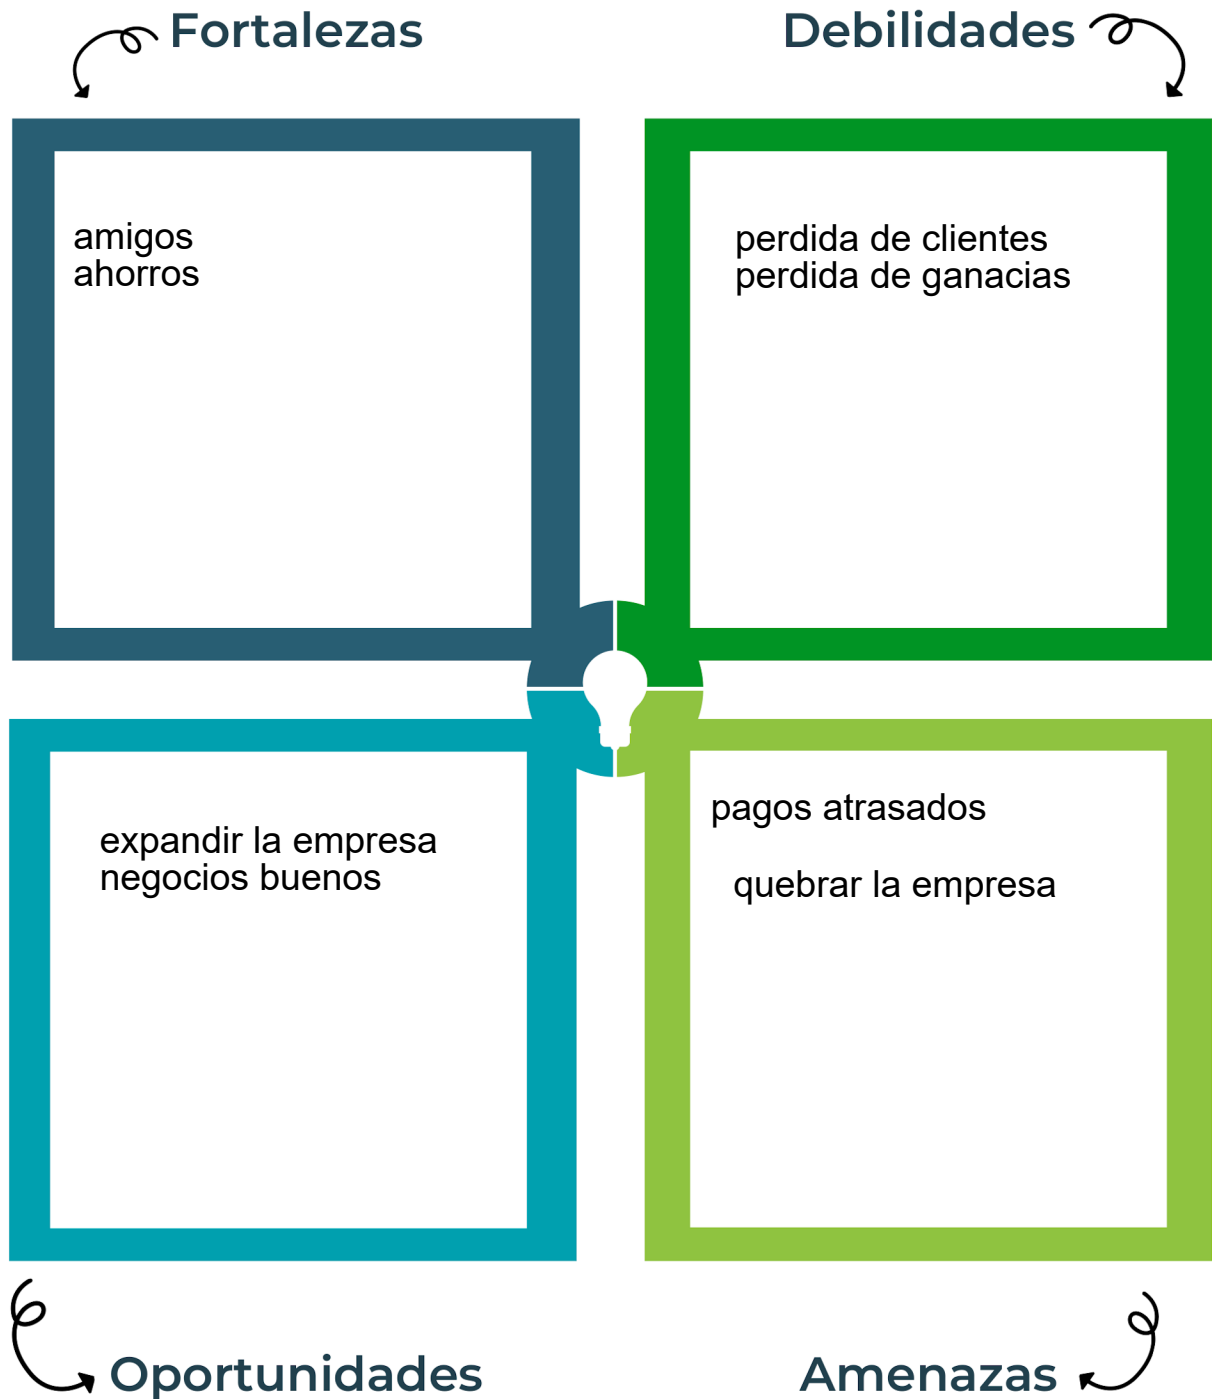 Fortalezas
amigos
ahorros
Debilidades
perdida de clientes
perdida de ganacias
expandir la empresa
negocios buenos
Oportunidades
pagos atrasados
quebrar la empresa
Amenazas